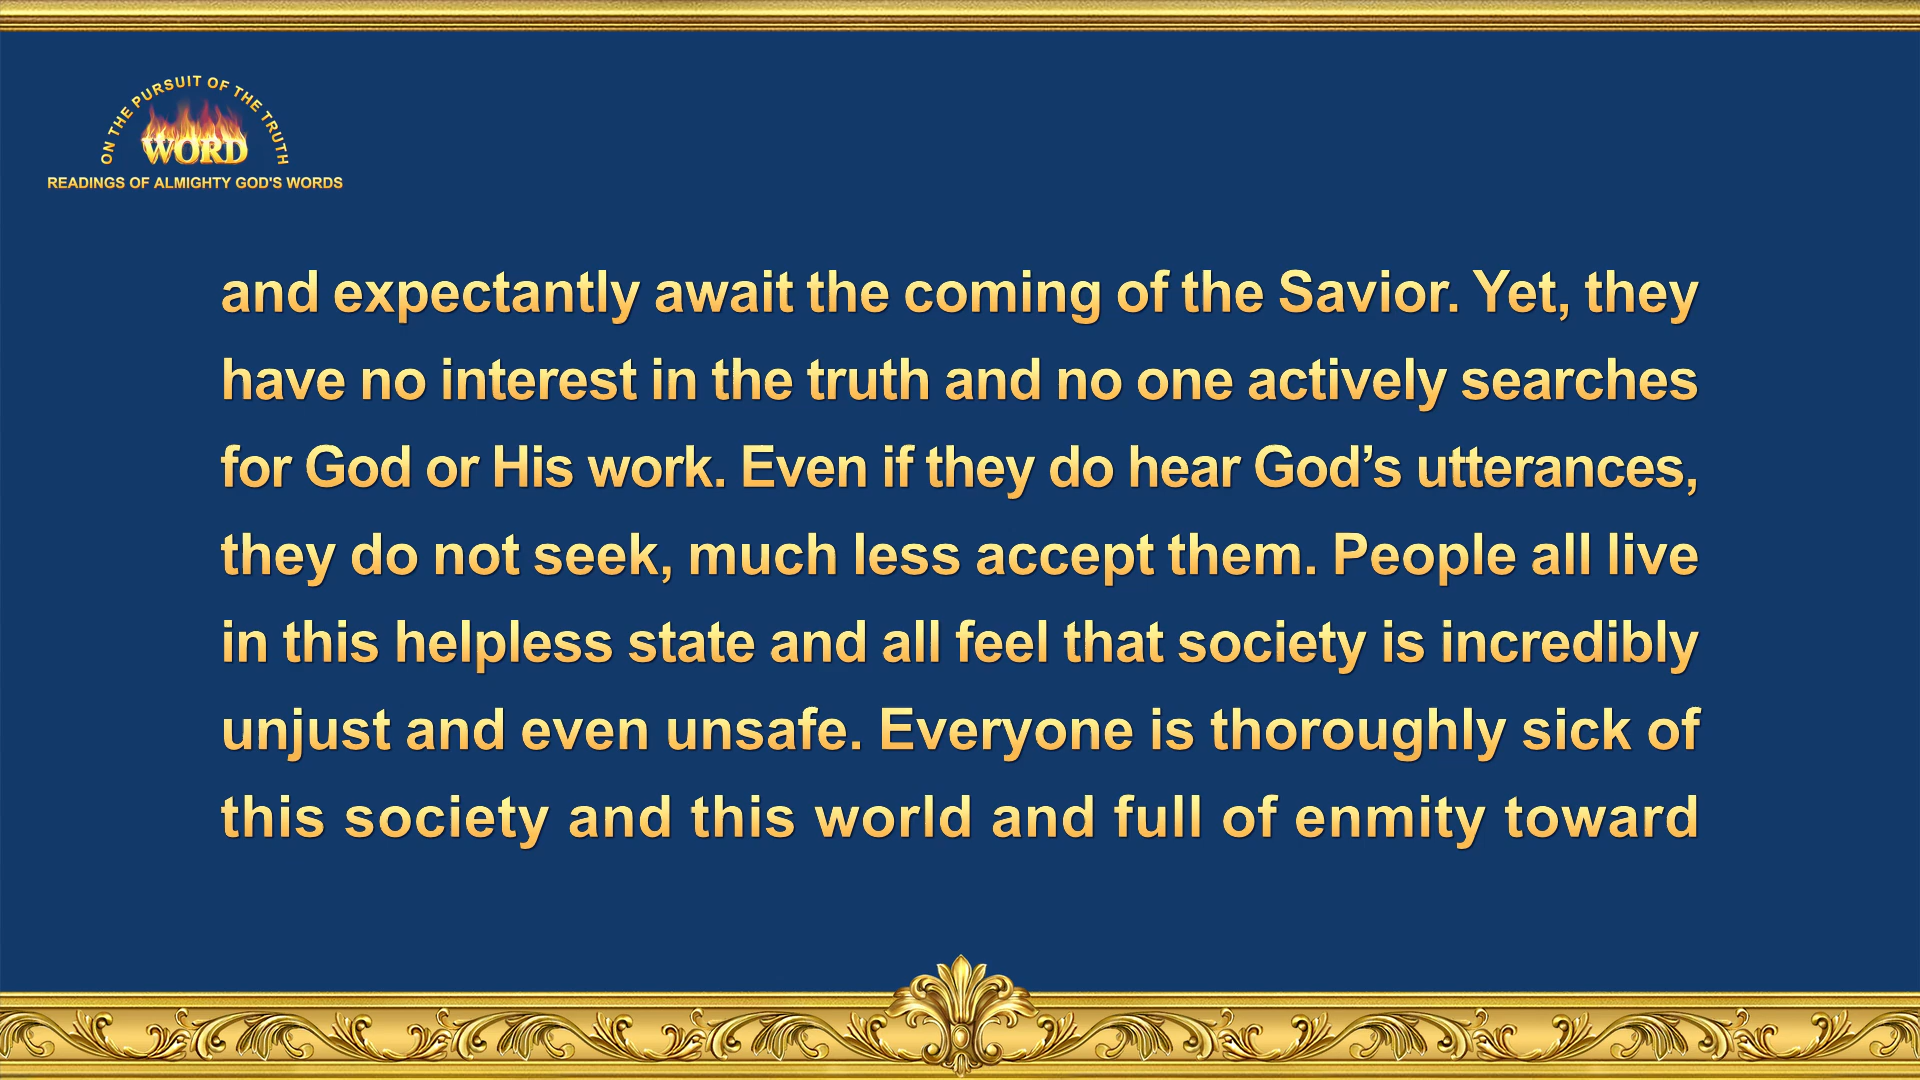 ON THE PURSUIT OF THE TRUTH
WORD
READINGS OF ALMIGHTY GOD'S WORDS
and expectantly await the coming of the Savior. Yet, they
have no interest in the truth and no one actively searches
for God or His work. Even if they do hear God’s utterances,
they do not seek, much less accept them. People all live
in this helpless state and all feel that society is incredibly
unjust and even unsafe. Everyone is thoroughly sick of
this society and this world and full of enmity toward